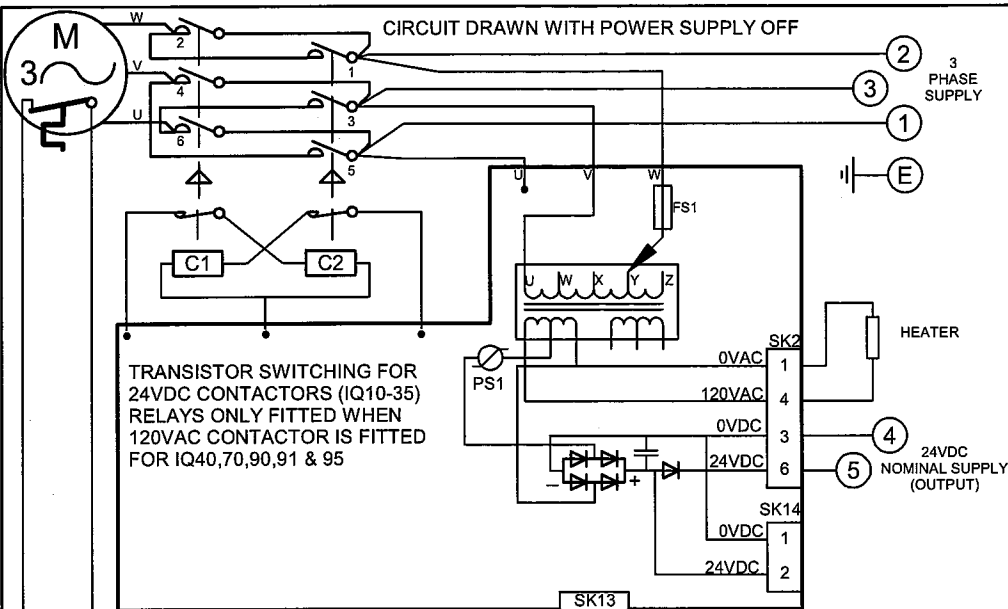 CIRCUIT DRAWN WITH POWER SUPPLY OFF
M
3
W
V
U
2
4
6
1
3
5
2
3
1
E
3
PHASE
SUPPLY
U
V
W
FS1
C1
C2
U
W
X
Y
Z
TRANSISTOR SWITCHING FOR
24VDC CONTACTORS (IQ10-35)
RELAYS ONLY FITTED WHEN
120VAC CONTACTOR IS FITTED
FOR IQ40,70,90,91 & 95
PS1
SK2
0VAC
1
120VAC
4
0VDC
3
24VDC
6
HEATER
4
5
24VDC
NOMINAL SUPPLY
(OUTPUT)
−
+
SK14
0VDC
1
24VDC
2
SK13